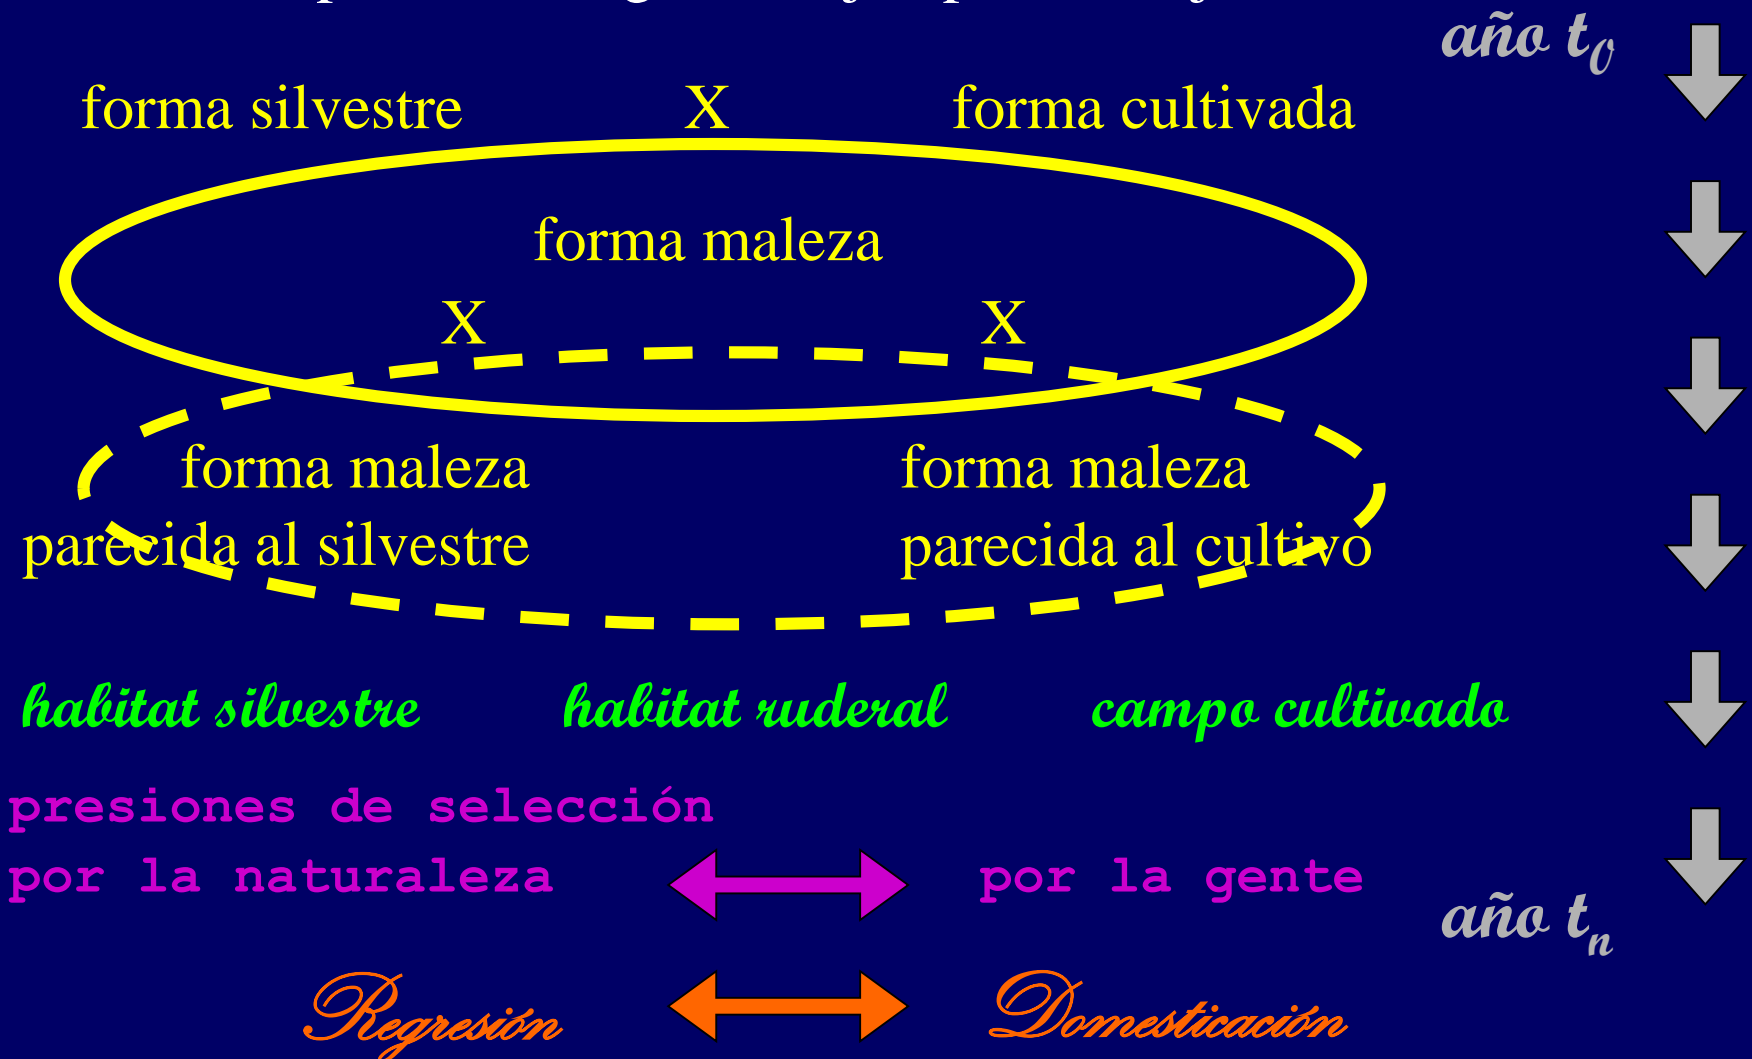 año t0
forma silvestre X forma cultivada
forma maleza
X X
forma maleza forma maleza
parecida al silvestre parecida al cultivo
habitat silvestre habitat ruderal campo cultivado
presiones de selección
por la naturaleza por la gente
año tn
Regresión Domesticación